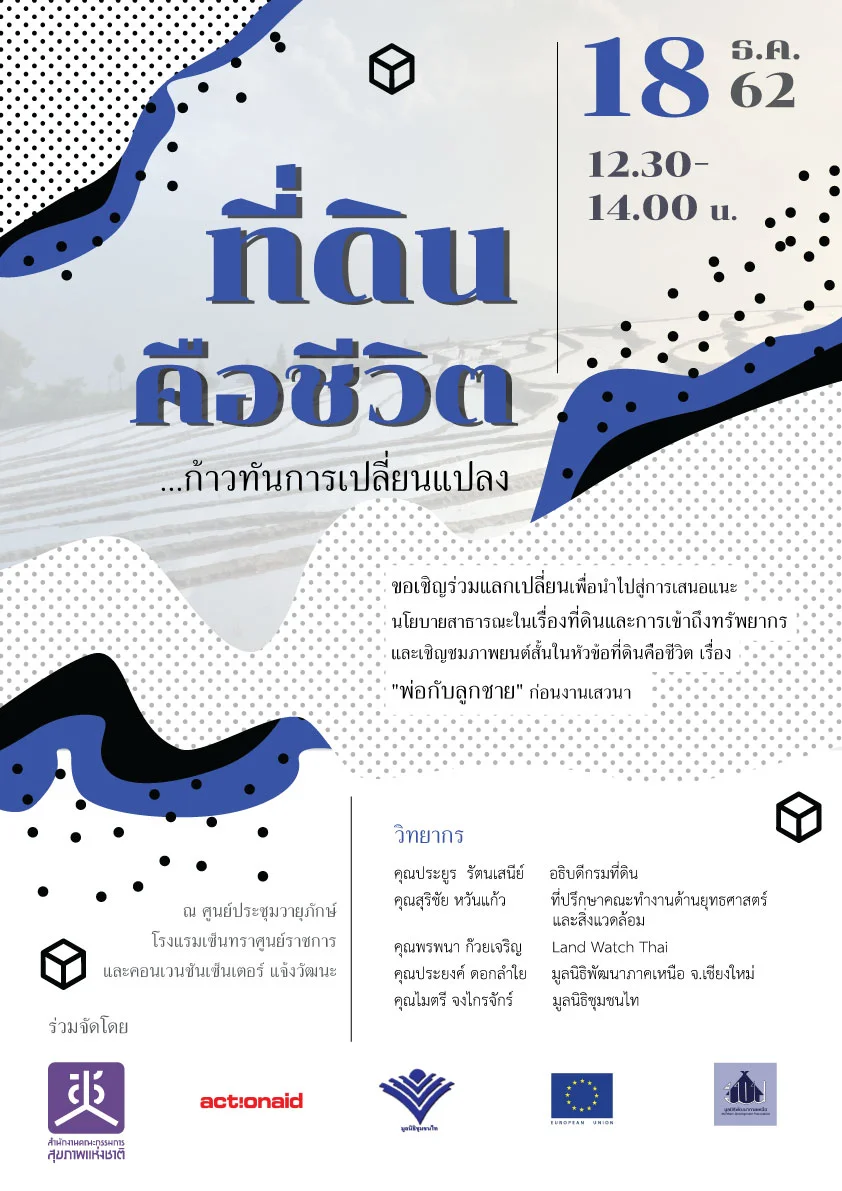 18 ธ.ค.
62
12.30-
14.00 น.
ที่ดิน
คือชีวิต
...ก้าวทันการเปลี่ยนแปลง
ขอเชิญร่วมแลกเปลี่ยนเพื่อนำไปสู่การเสนอแนะ
นโยบายสาธารณะในเรื่องที่ดินและการเข้าถึงทรัพยากร
และเชิญชมภาพยนต์สั้นในหัวข้อที่ดินคือชีวิต เรื่อง
"พ่อกับลูกชาย" ก่อนงานเสวนา
วิทยากร
คุณประยูร รัตนเสนีย์ อธิบดีกรมที่ดิน
คุณสุริชัย หวันแก้ว ที่ปรึกษาคณะทำงานด้านยุทธศาสตร์
และสิ่งแวดล้อม
คุณพรพนา ก๊วยเจริญ Land Watch Thai
คุณประยงค์ ดอกลำใย มูลนิธิพัฒนาภาคเหนือ จ.เชียงใหม่
คุณไมตรี จงไกรจักร์ มูลนิธิชุมชนไท
ณ ศูนย์ประชุมวายุภักษ์
โรงแรมเซ็นทราศูนย์ราชการ
และคอนเวนชันเซ็นเตอร์ แจ้งวัฒนะ
ร่วมจัดโดย
สำนักงานคณะกรรมการ
สุขภาพแห่งชาติ
act!onaid
มูลนิธิชุมชนไท
EUROPEAN UNION
มูลนิธิพัฒนาภาคเหนือ